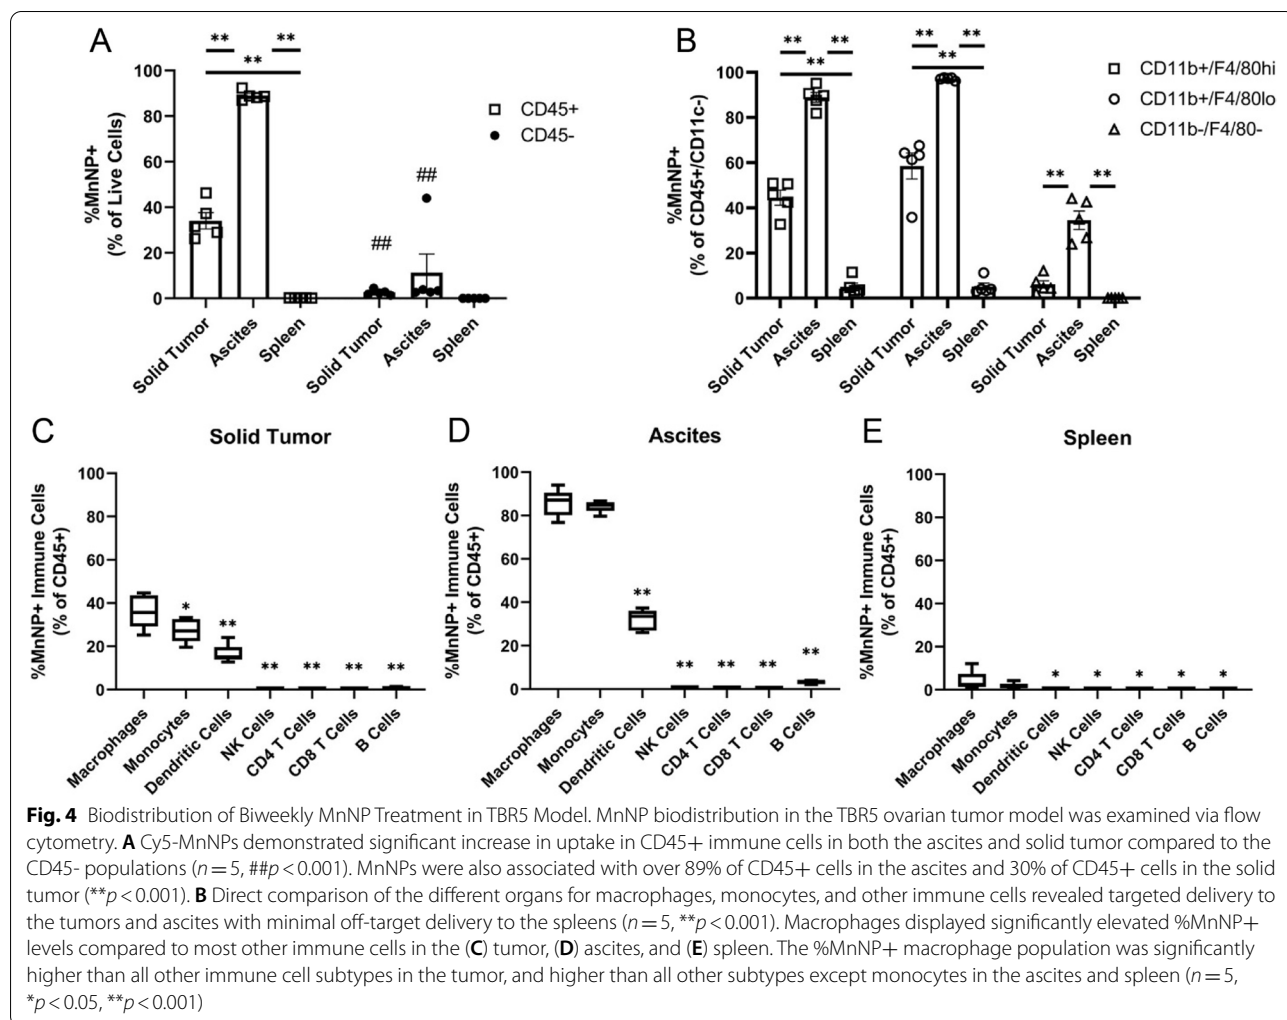 A
** **
**
100
80
60
40
20
0
%MnNP+
(% of Live Cells)
CD45+
CD45-
##
##
Solid Tumor
Ascites
Spleen
Solid Tumor
Ascites
Spleen
B
** **
**
** **
**
** **
100
80
60
40
20
0
%MnNP+
(% of CD45+/CD11c-)
CD11b+/F4/80hi
CD11b+/F4/80lo
CD11b-/F4/80-
Solid Tumor
Ascites
Spleen
Solid Tumor
Ascites
Spleen
Solid Tumor
Ascites
Spleen
C
Solid Tumor
100
80
60
40
20
0
%MnNP+ Immune Cells
(% of CD45+)
* ** ** ** ** **
Macrophages
Monocytes
Dendritic Cells
NK Cells
CD4 T Cells
CD8 T Cells
B Cells
D
Ascites
100
80
60
40
20
0
%MnNP+ Immune Cells
(% of CD45+)
** ** ** ** **
Macrophages
Monocytes
Dendritic Cells
NK Cells
CD4 T Cells
CD8 T Cells
B Cells
E
Spleen
100
80
60
40
20
0
%MnNP+ Immune Cells
(% of CD45+)
* * * * *
Macrophages
Monocytes
Dendritic Cells
NK Cells
CD4 T Cells
CD8 T Cells
B Cells
Fig. 4 Biodistribution of Biweekly MnNP Treatment in TBR5 Model. MnNP biodistribution in the TBR5 ovarian tumor model was examined via flow
cytometry. A Cy5-MnNPs demonstrated significant increase in uptake in CD45+ immune cells in both the ascites and solid tumor compared to the
CD45- populations (n = 5, ##p < 0.001). MnNPs were also associated with over 89% of CD45+ cells in the ascites and 30% of CD45+ cells in the solid
tumor (**p < 0.001). B Direct comparison of the different organs for macrophages, monocytes, and other immune cells revealed targeted delivery to
the tumors and ascites with minimal off-target delivery to the spleens (n = 5, **p < 0.001). Macrophages displayed significantly elevated %MnNP+
levels compared to most other immune cells in the (C) tumor, (D) ascites, and (E) spleen. The %MnNP+ macrophage population was significantly
higher than all other immune cell subtypes in the tumor, and higher than all other subtypes except monocytes in the ascites and spleen (n = 5,
*p < 0.05, **p < 0.001)